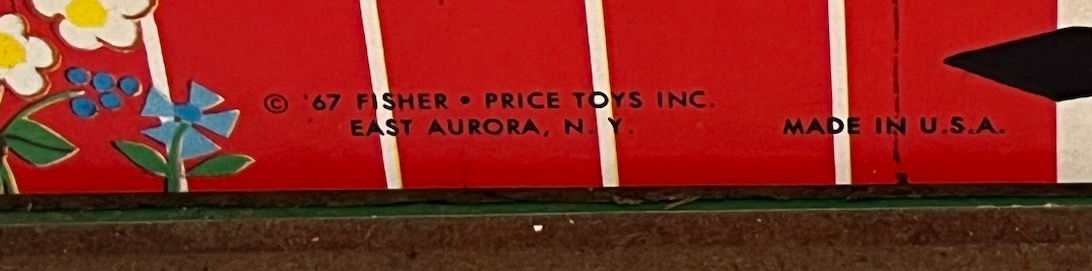 © '67 FISHER • PRICE TOYS INC.
EAST AURORA, N. Y.
MADE IN U.S.A.